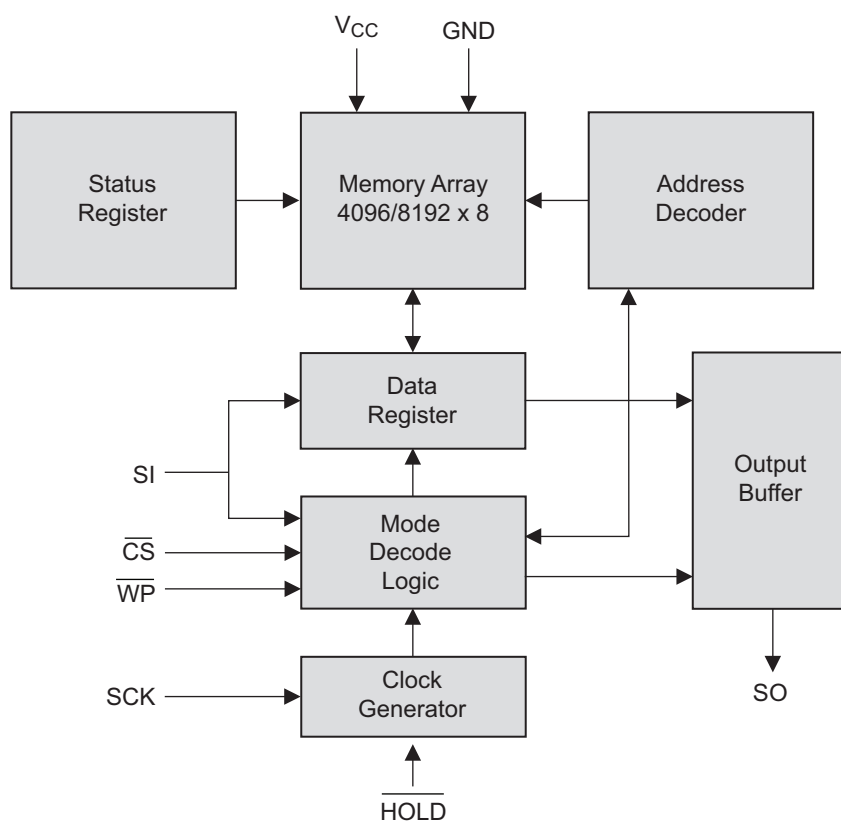 VCC
GND
Status
Register
Memory Array
4096/8192 x 8
Address
Decoder
Data
Register
SI
Output
Buffer
Mode
Decode
Logic
CS
WP
SCK
Clock
Generator
SO
HOLD